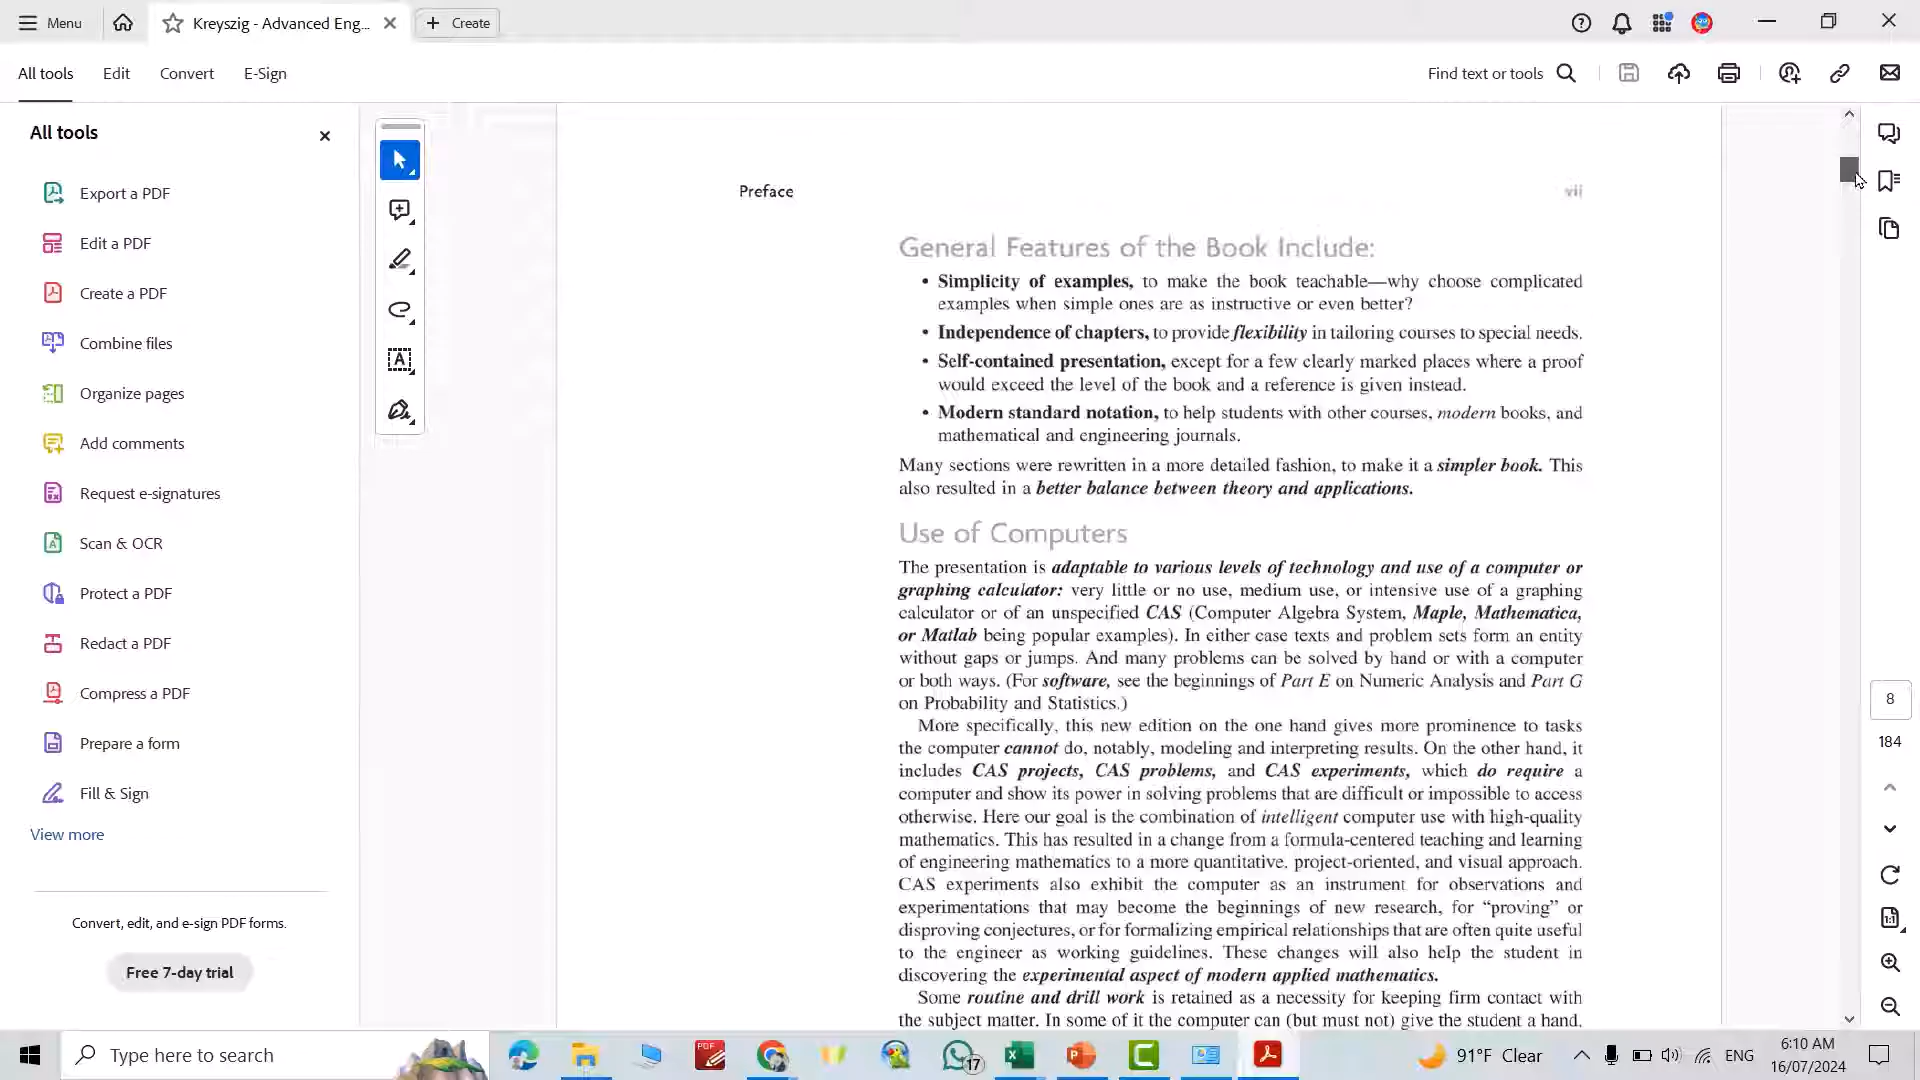 Menu
Kreyszig - Advanced Eng...
Create
All tools
Edit
Convert
E-Sign
Find text or tools
All tools
Export a PDF
Edit a PDF
Create a PDF
Combine files
Organize pages
Add comments
Request e-signatures
Scan & OCR
Protect a PDF
Redact a PDF
Compress a PDF
Prepare a form
Fill & Sign
View more
Convert, edit, and e-sign PDF forms.
Free 7-day trial
Preface vii
General Features of the Book Include:
• Simplicity of examples, to make the book teachable—why choose complicated
examples when simple ones are as instructive or even better?
• Independence of chapters, to provide flexibility in tailoring courses to special needs.
• Self-contained presentation, except for a few clearly marked places where a proof
would exceed the level of the book and a reference is given instead.
• Modern standard notation, to help students with other courses, modern books, and
mathematical and engineering journals.
Many sections were rewritten in a more detailed fashion, to make it a simpler book. This
also resulted in a better balance between theory and applications.
Use of Computers
The presentation is adaptable to various levels of technology and use of a computer or
graphing calculator: very little or no use, medium use, or intensive use of a graphing
calculator or of an unspecified CAS (Computer Algebra System, Maple, Mathematica,
or Matlab being popular examples). In either case texts and problem sets form an entity
without gaps or jumps. And many problems can be solved by hand or with a computer
or both ways. (For software, see the beginnings of Part E on Numeric Analysis and Part G
on Probability and Statistics.)
More specifically, this new edition on the one hand gives more prominence to tasks
the computer cannot do, notably, modeling and interpreting results. On the other hand, it
includes CAS projects, CAS problems, and CAS experiments, which do require a
computer and show its power in solving problems that are difficult or impossible to access
otherwise. Here our goal is the combination of intelligent computer use with high-quality
mathematics. This has resulted in a change from a formula-centered teaching and learning
of engineering mathematics to a more quantitative, project-oriented, and visual approach.
CAS experiments also exhibit the computer as an instrument for observations and
experimentations that may become the beginnings of new research, for “proving” or
disproving conjectures, or for formalizing empirical relationships that are often quite useful
to the engineer as working guidelines. These changes will also help the student in
discovering the experimental aspect of modern applied mathematics.
Some routine and drill work is retained as a necessity for keeping firm contact with
the subject matter. In some of it the computer can (but must not) give the student a hand,
8
184
Type here to search
PDF
17
91°F Clear
ENG
6:10 AM
16/07/2024